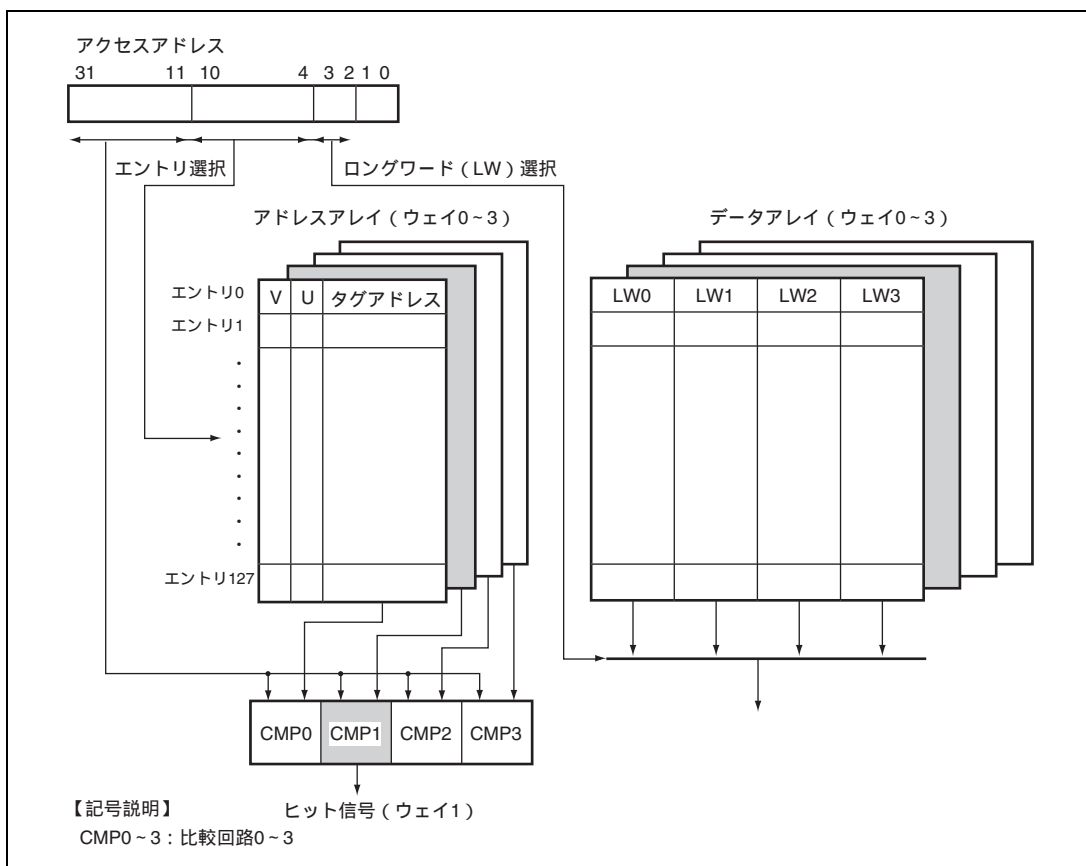 アクセスアドレス
31 11 10 4 3 2 1 0
エントリ選択 ロングワード(LW)選択
アドレスアレイ(ウェイ0~3) データアレイ(ウェイ0~3)
エントリ0 V U タグアドレス LW0 LW1 LW2 LW3
エントリ1
エントリ127
CMP0 CMP1 CMP2 CMP3
【記号説明】 ヒット信号(ウェイ1)
CMP0~3:比較回路0~3